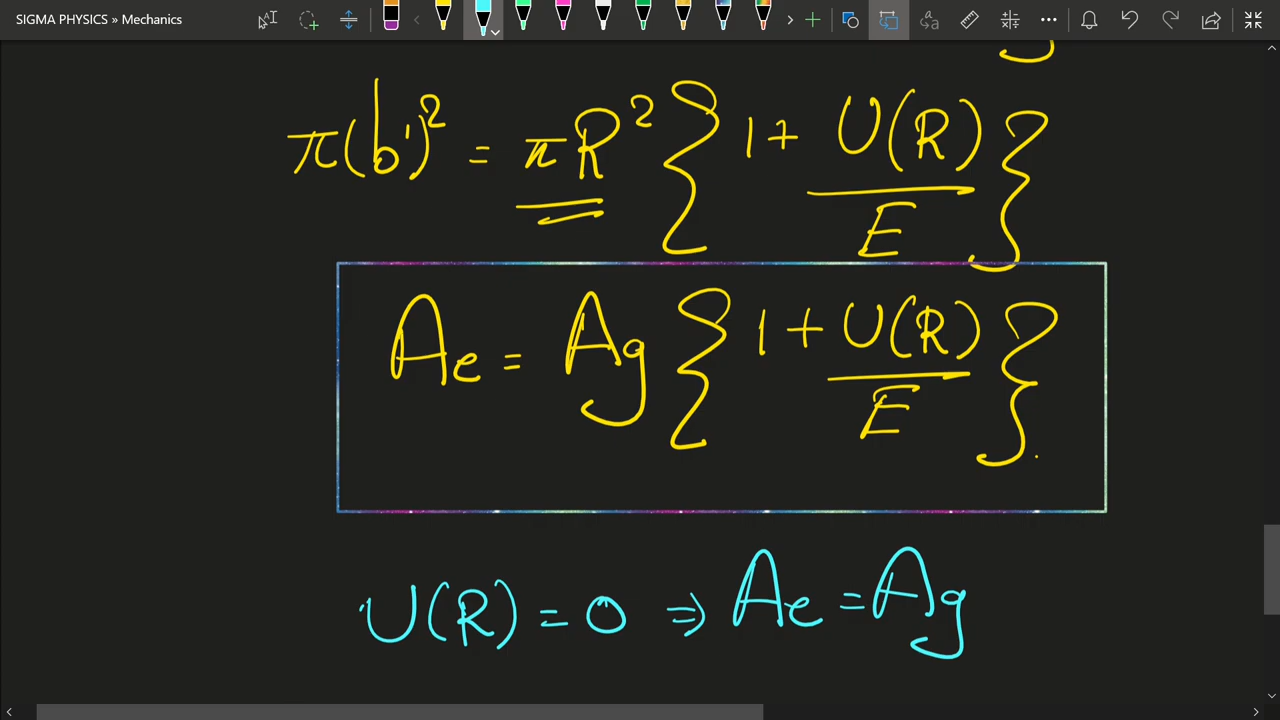 SIGMA PHYSICS » Mechanics
π(b')² = πR² { 1 + U(R)/E }
Ae = Ag { 1 + U(R)/E }.
U(R) = 0 ⇒ Ae = Ag